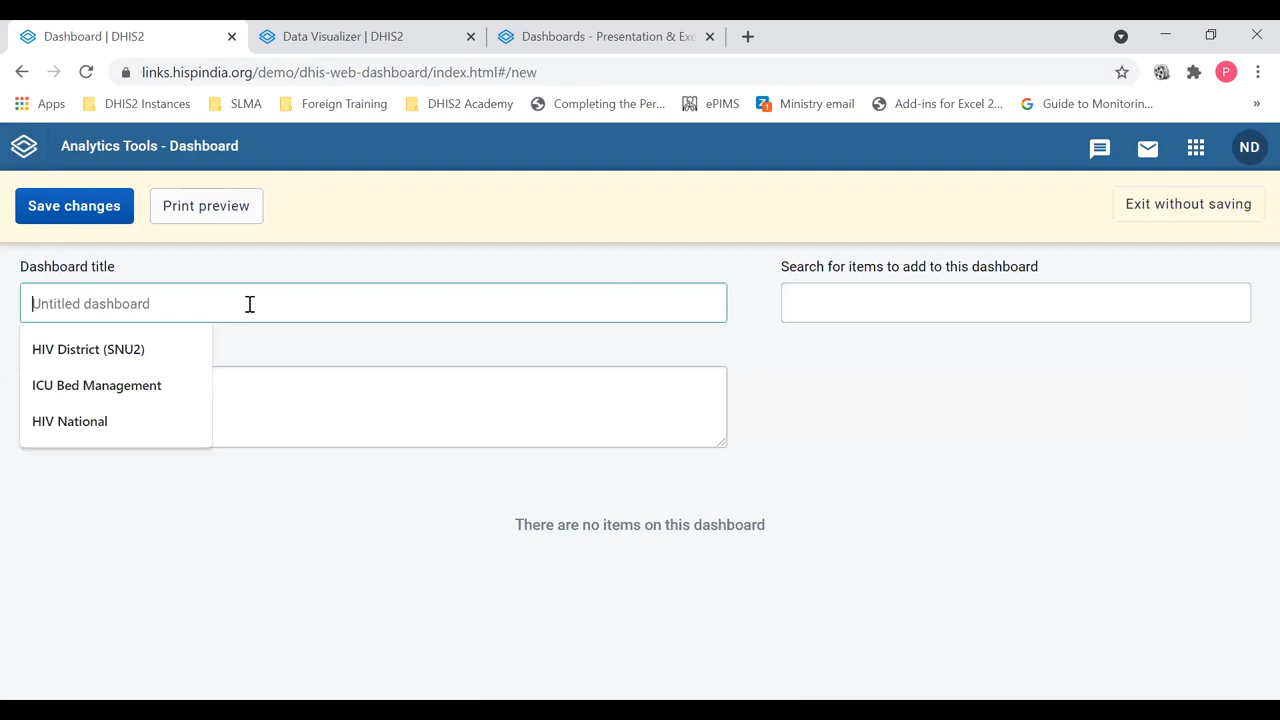 Dashboard | DHIS2
Data Visualizer | DHIS2
Dashboards - Presentation & Exe
links.hispindia.org/demo/dhis-web-dashboard/index.html#/new
P
Apps
DHIS2 Instances
SLMA
Foreign Training
DHIS2 Academy
Completing the Per...
ePIMS
Ministry email
Add-ins for Excel 2...
Guide to Monitorin...
»
Analytics Tools - Dashboard
ND
Save changes
Print preview
Exit without saving
Dashboard title
Search for items to add to this dashboard
Untitled dashboard
HIV District (SNU2)
ICU Bed Management
HIV National
There are no items on this dashboard